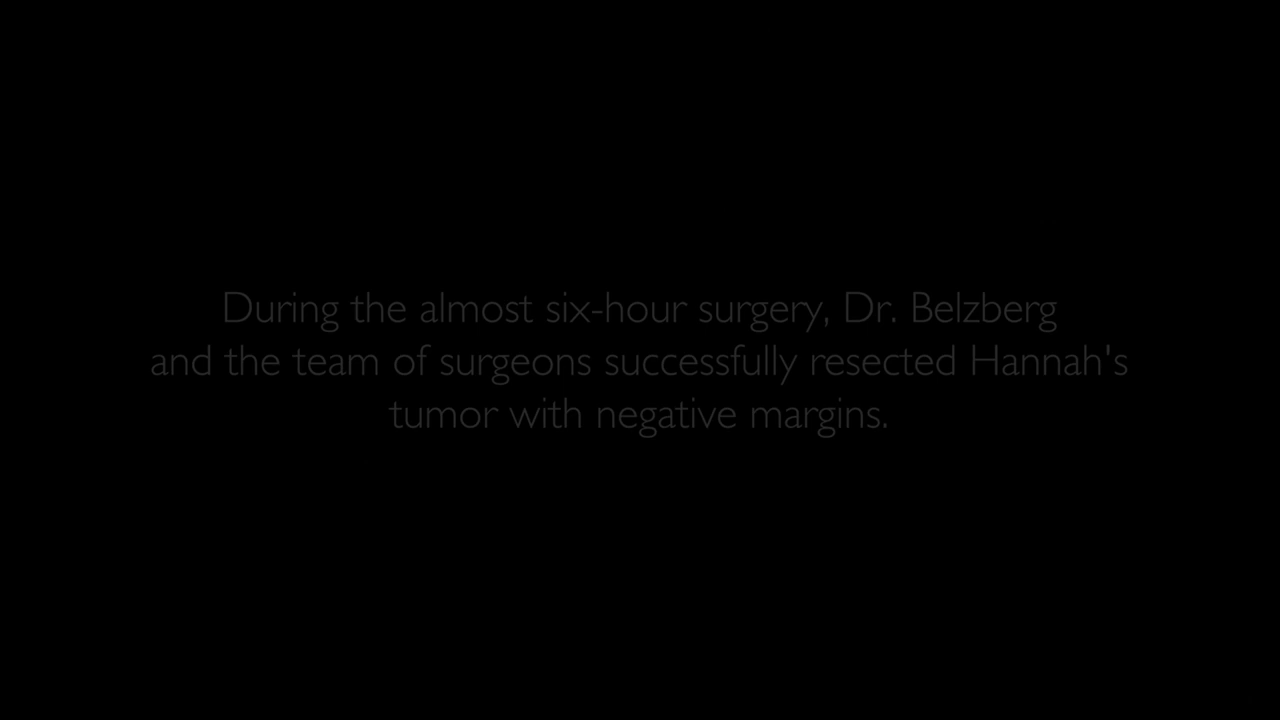 During the almost six-hour surgery, Dr. Belzberg
and the team of surgeons successfully resected Hannah's
tumor with negative margins.